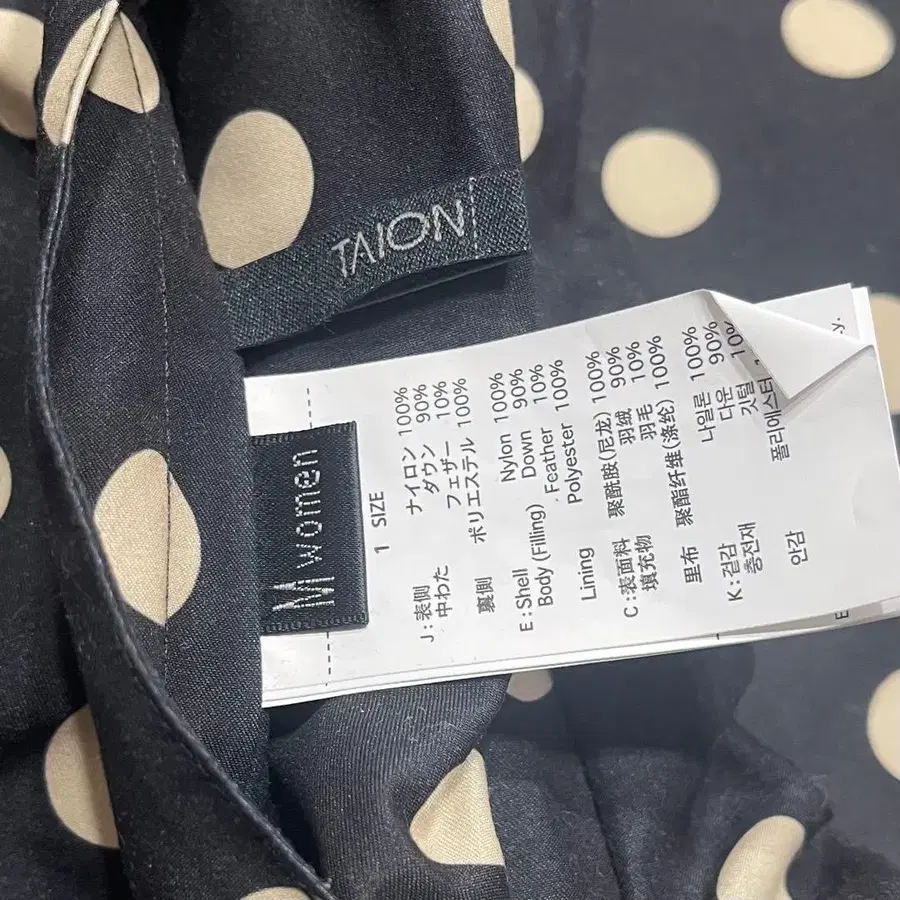 TAION
M women
1 SIZE
J:表側 ナイロン 100%
中わた ダウン 90%
フェザー 10%
裏側 ポリエステル 100%
E:Shell Nylon 100%
Body (Filling) Down 90%
Feather 10%
Lining Polyester 100%
C:表面料 聚酰胺(尼龙) 100%
填充物 羽绒 90%
羽毛 10%
里布 聚酯纤维(涤纶) 100%
K:겉감 나일론 100%
충전재 다운 90%
깃털 10%
안감 폴리에스터